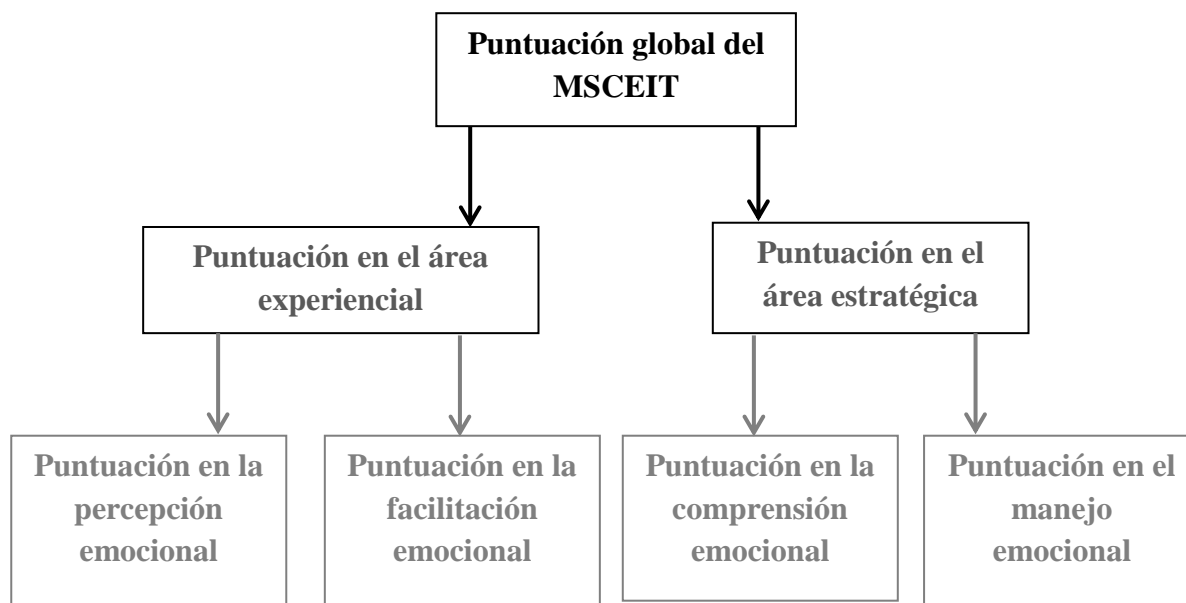 Puntuación global del
MSCEIT
Puntuación en el área
experiencial
Puntuación en el
área estratégica
Puntuación en la
percepción
emocional
Puntuación en la
facilitación
emocional
Puntuación en la
comprensión
emocional
Puntuación en el
manejo
emocional